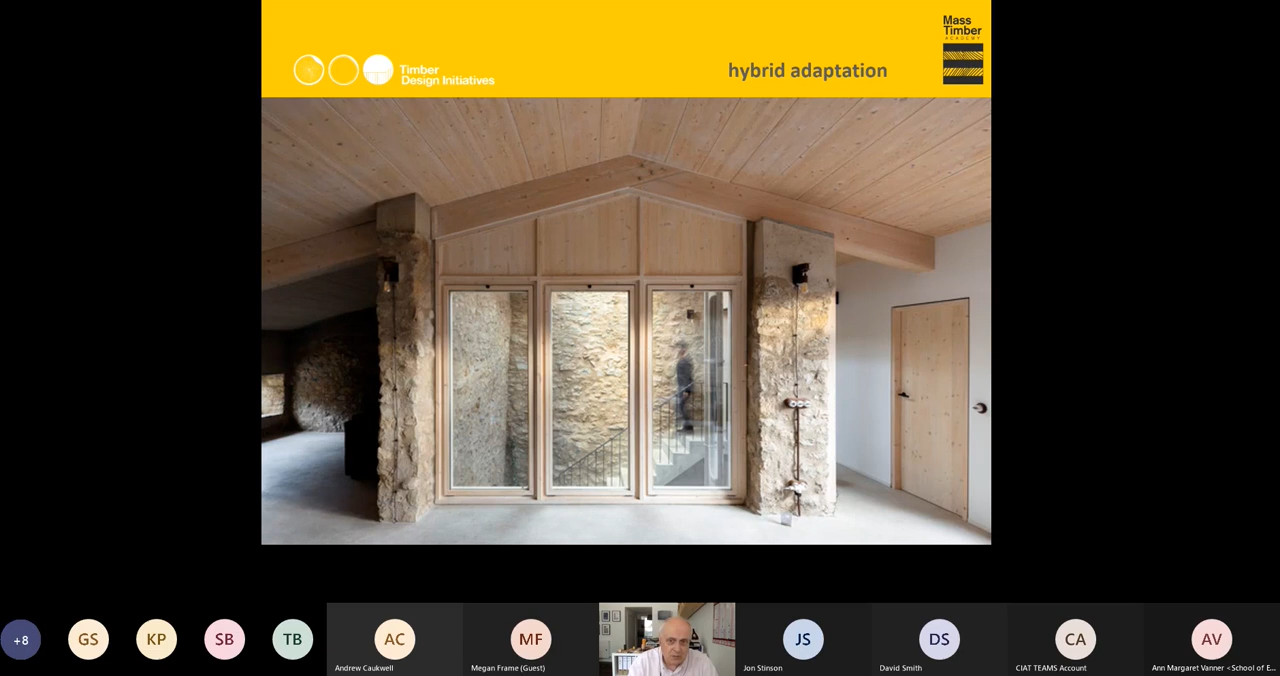 Mass
Timber
ACADEMY
Timber
Design Initiatives
hybrid adaptation
+8
GS
KP
SB
TB
AC
Andrew Caukwell
MF
Megan Frame (Guest)
JS
Jon Stinson
DS
David Smith
CA
CIAT TEAMS Account
AV
Ann Margaret Vanner <School of E...